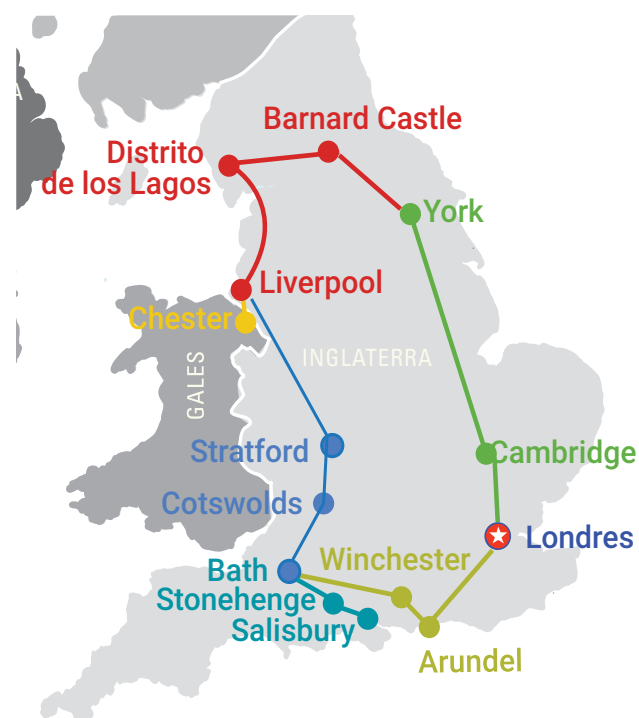 A
Barnard Castle
Distrito
de los Lagos
York
Liverpool
Chester
INGLATERRA
GALES
Stratford
Cambridge
Cotswolds
Londres
Winchester
Bath
Stonehenge
Salisbury
Arundel